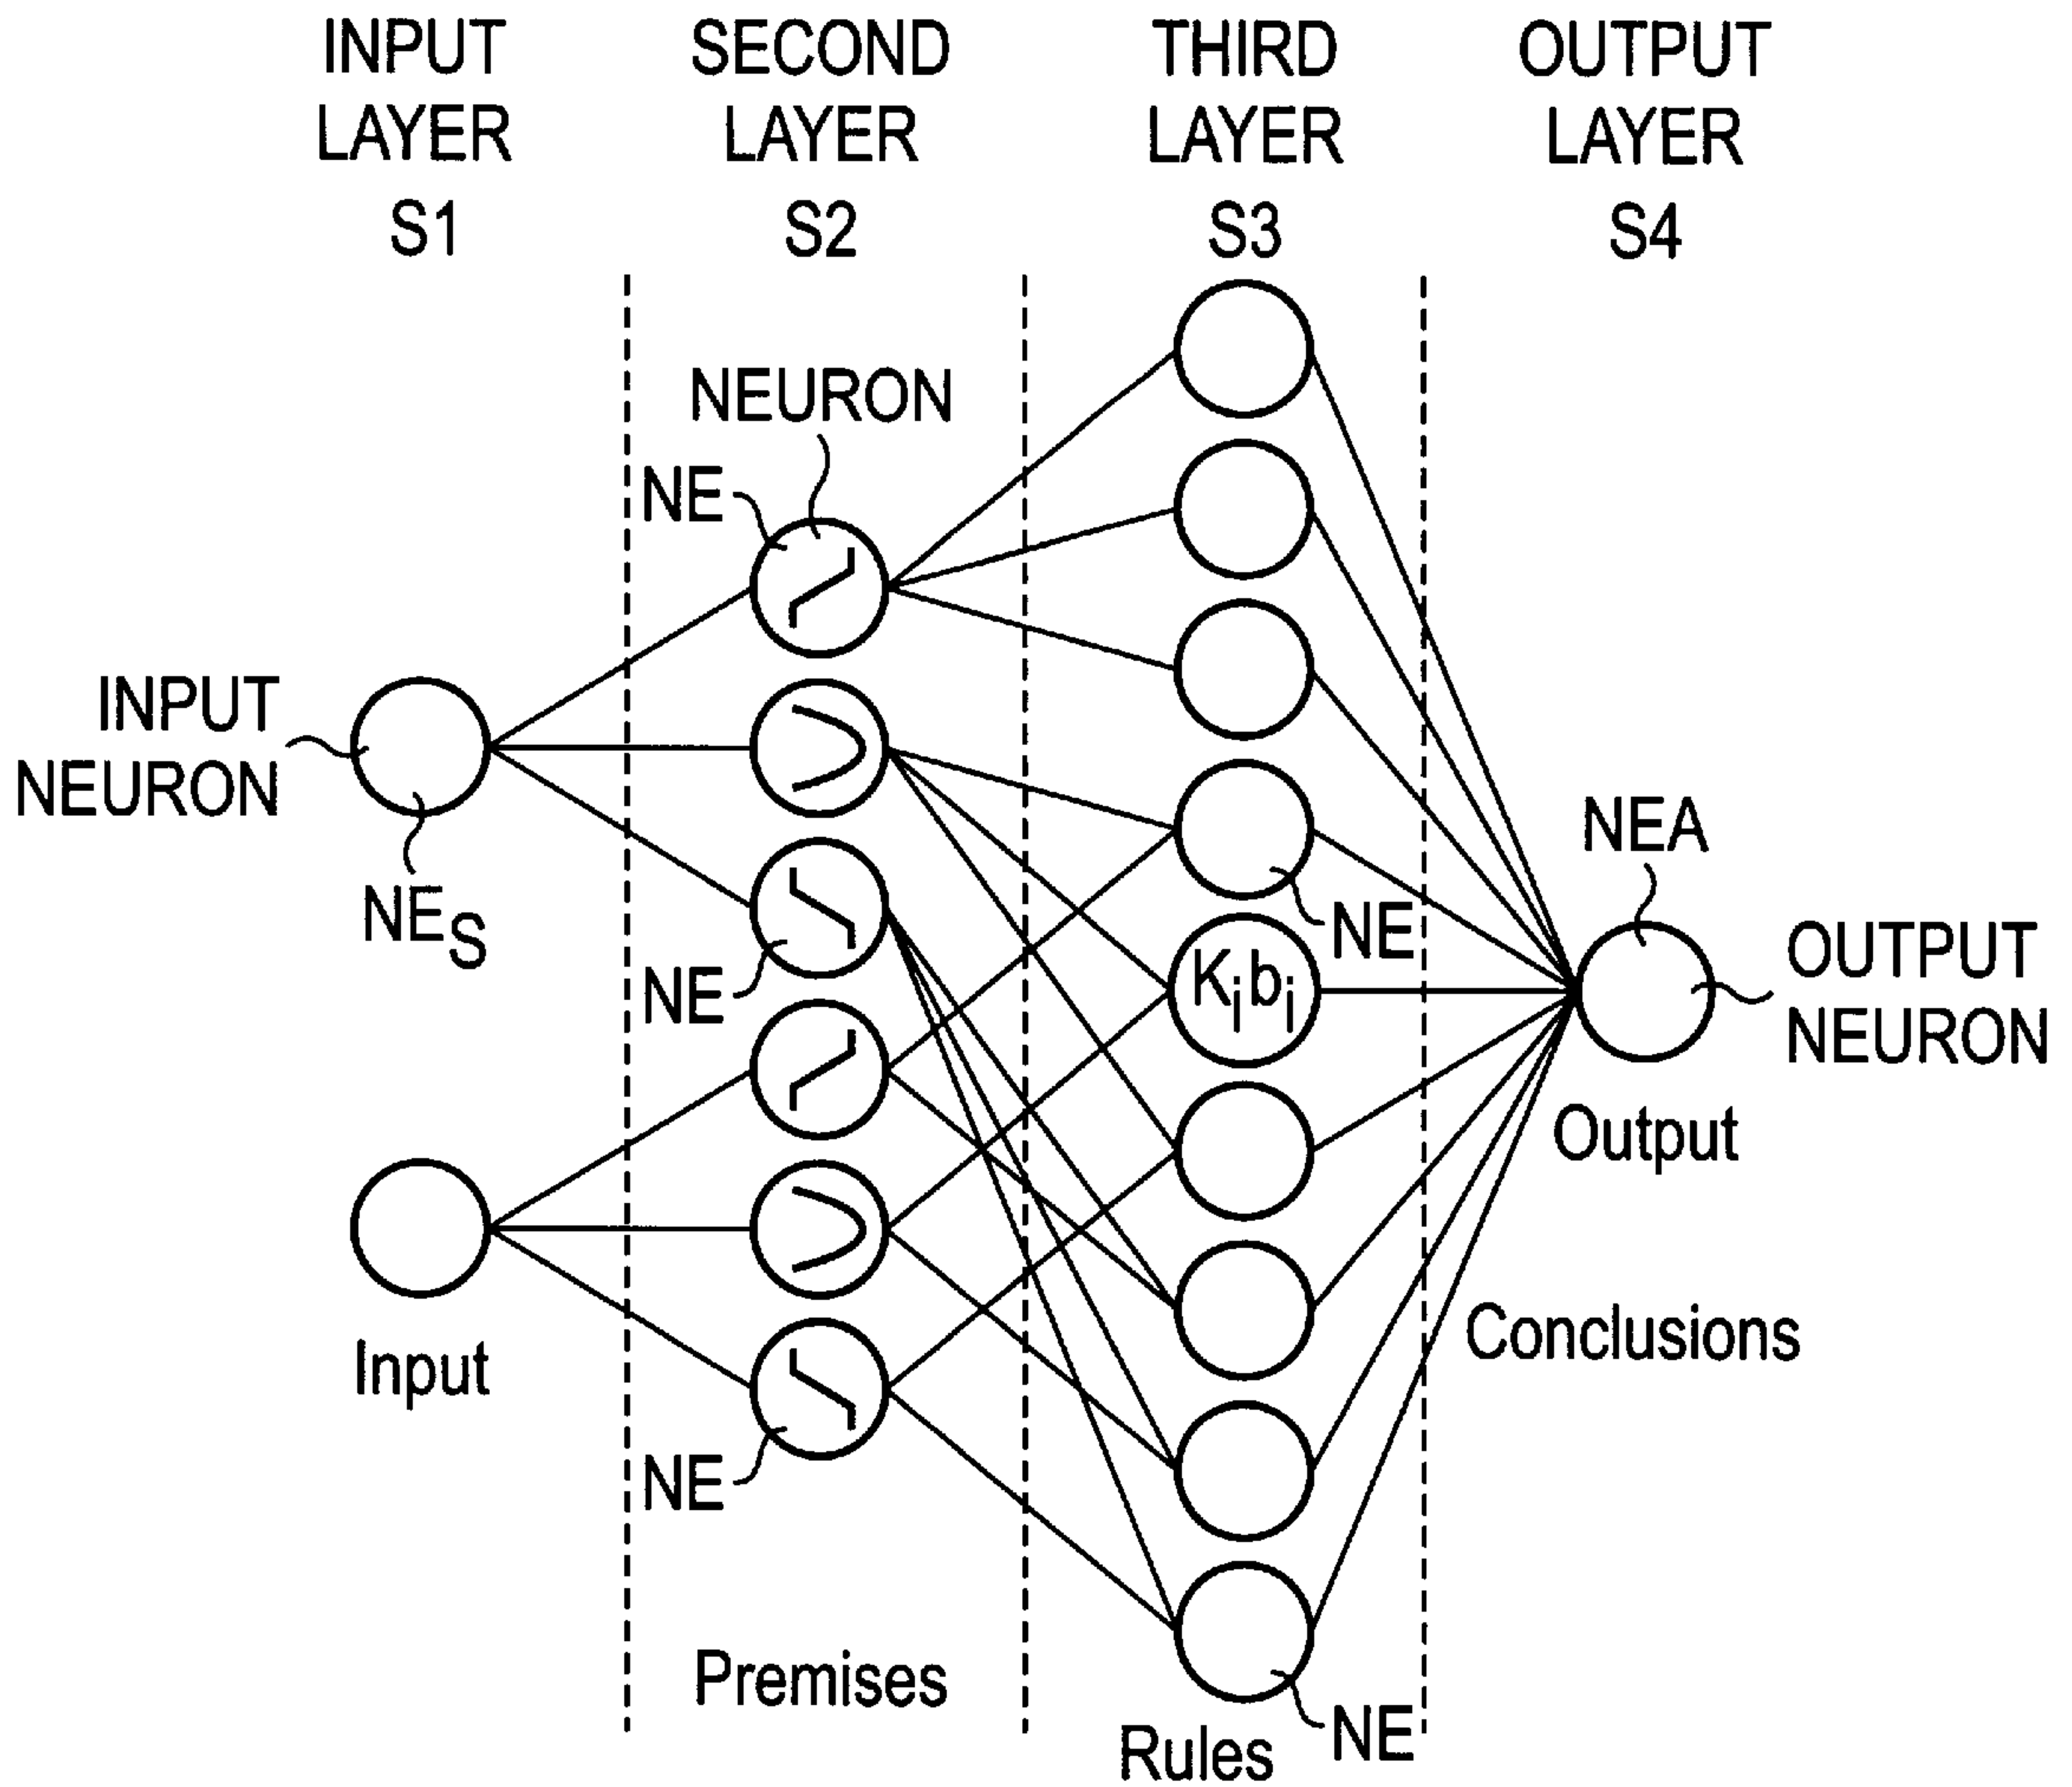 INPUT
LAYER
S1
SECOND
LAYER
S2
THIRD
LAYER
S3
OUTPUT
LAYER
S4
NEURON
NE
INPUT
NEURON
NES
NE
NE
Kjbj
NEA
OUTPUT
NEURON
Output
Conclusions
Input
NE
Premises
Rules
NE